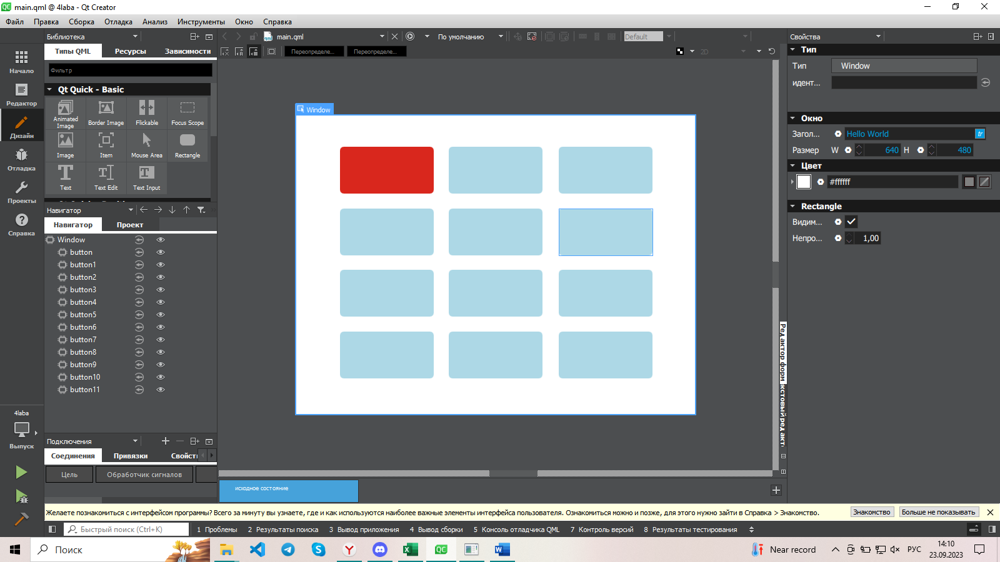 main.qml @ 4laba - Qt Creator
Файл Правка Сборка Отладка Анализ Инструменты Окно Справка
Библиотека
main.qml
По умолчанию
Default
Свойства
Типы QML Ресурсы Зависимости
Переопределе... Переопределе...
2D
Тип
Фильтр
Тип Window
идент...
Начало
Редактор
Дизайн
Отладка
Проекты
Справка
Qt Quick - Basic
Animated Image
Border Image
Flickable
Focus Scope
Image
Item
Mouse Area
Rectangle
Text
Text Edit
Text Input
Window
Окно
Загол... Hello World tr
Размер W 640 H 480
Цвет
#ffffff
Rectangle
Видим...
Непро... 1,00
Навигатор
Навигатор Проект
Window
button
button1
button2
button3
button4
button5
button6
button7
button8
button9
button10
button11
4laba
Выпуск
Подключения
Соединения Привязки Свойст
Цель Обработчик сигналов
исходное состояние
Редактор форм
Желаете познакомиться с интерфейсом программы? Всего за минуту вы узнаете, где и как используются наиболее важные элементы интерфейса пользователя. Ознакомиться можно и позже, для этого нужно зайти в Справка > Знакомство.
Знакомство Больше не показывать
Быстрый поиск (Ctrl+K)
1 Проблемы 2 Результаты поиска 3 Вывод приложения 4 Вывод сборки 5 Консоль отладчика QML 7 Контроль версий 8 Результаты тестирования
Поиск
Near record
РУС
14:10
23.09.2023